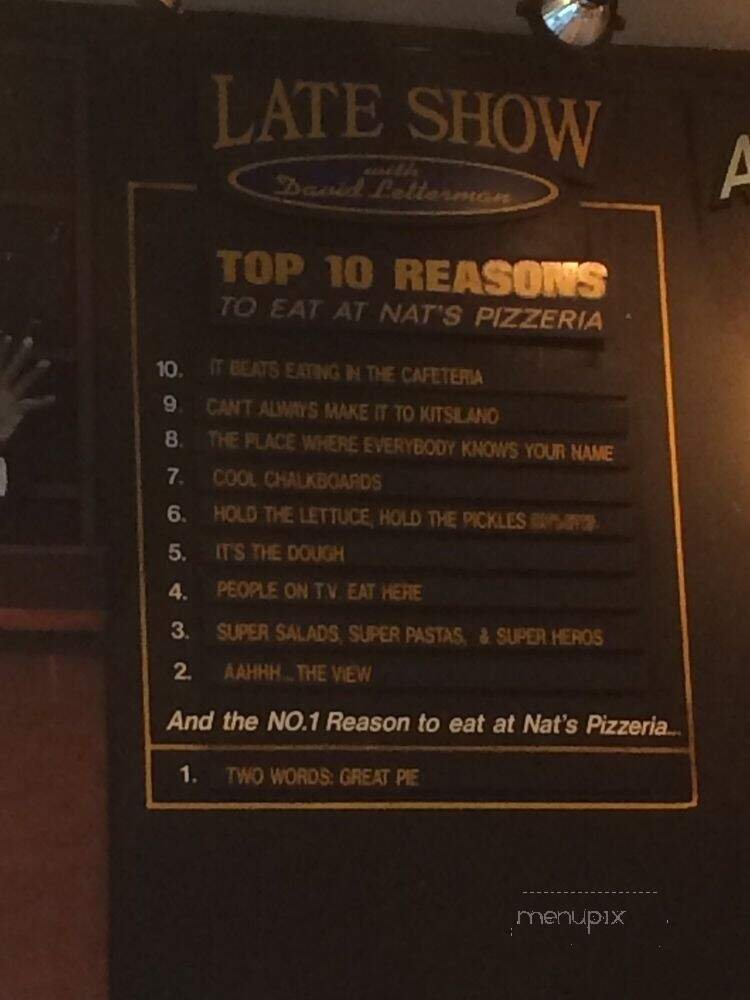 LATE SHOW
with
David Letterman
TOP 10 REASONS
TO EAT AT NAT'S PIZZERIA
10. IT BEATS EATING IN THE CAFETERIA
9. CAN'T ALWAYS MAKE IT TO KITSILANO
8. THE PLACE WHERE EVERYBODY KNOWS YOUR NAME
7. COOL CHALKBOARDS
6. HOLD THE LETTUCE, HOLD THE PICKLES
5. IT'S THE DOUGH
4. PEOPLE ON T.V. EAT HERE
3. SUPER SALADS, SUPER PASTAS, & SUPER HEROS
2. AAHHH...THE VIEW
And the NO.1 Reason to eat at Nat's Pizzeria...
1. TWO WORDS: GREAT PIE
A
menupix